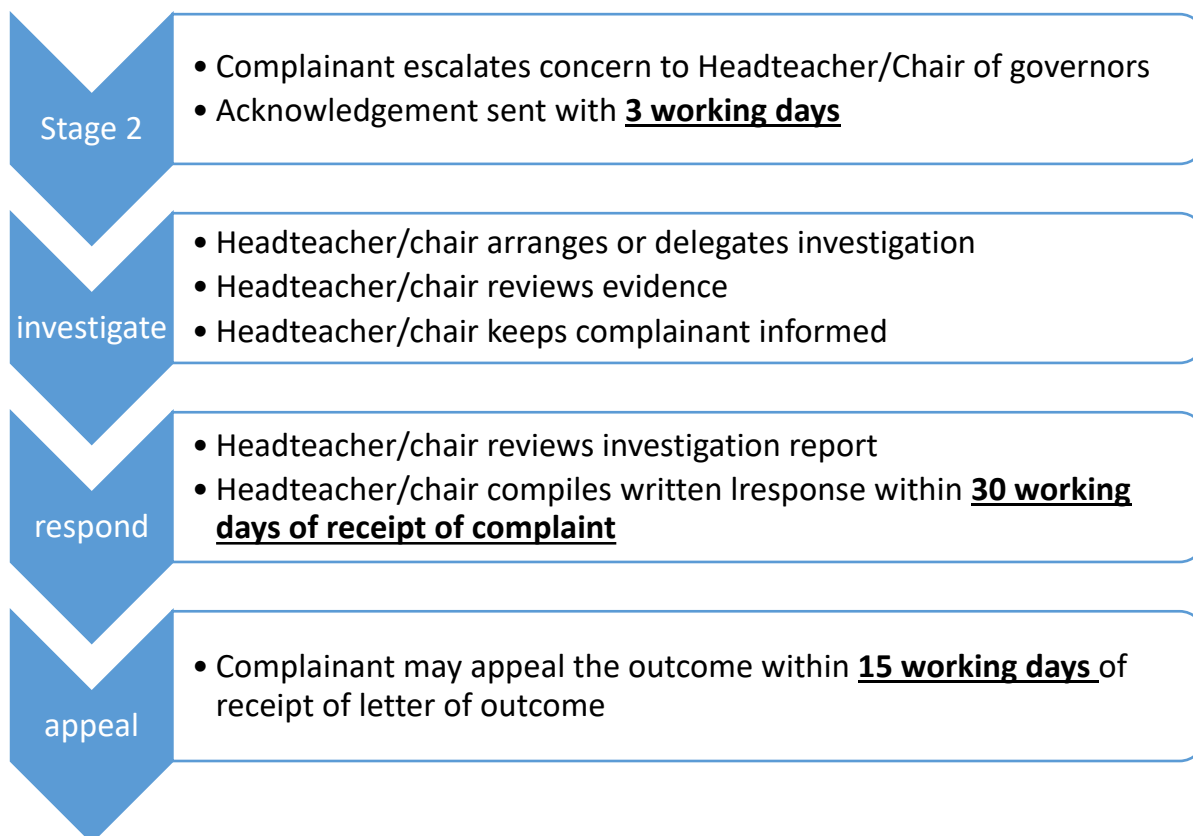 Stage 2
• Complainant escalates concern to Headteacher/Chair of governors
• Acknowledgement sent with 3 working days
investigate
• Headteacher/chair arranges or delegates investigation
• Headteacher/chair reviews evidence
• Headteacher/chair keeps complainant informed
respond
• Headteacher/chair reviews investigation report
• Headteacher/chair compiles written lresponse within 30 working
days of receipt of complaint
appeal
• Complainant may appeal the outcome within 15 working days of
receipt of letter of outcome